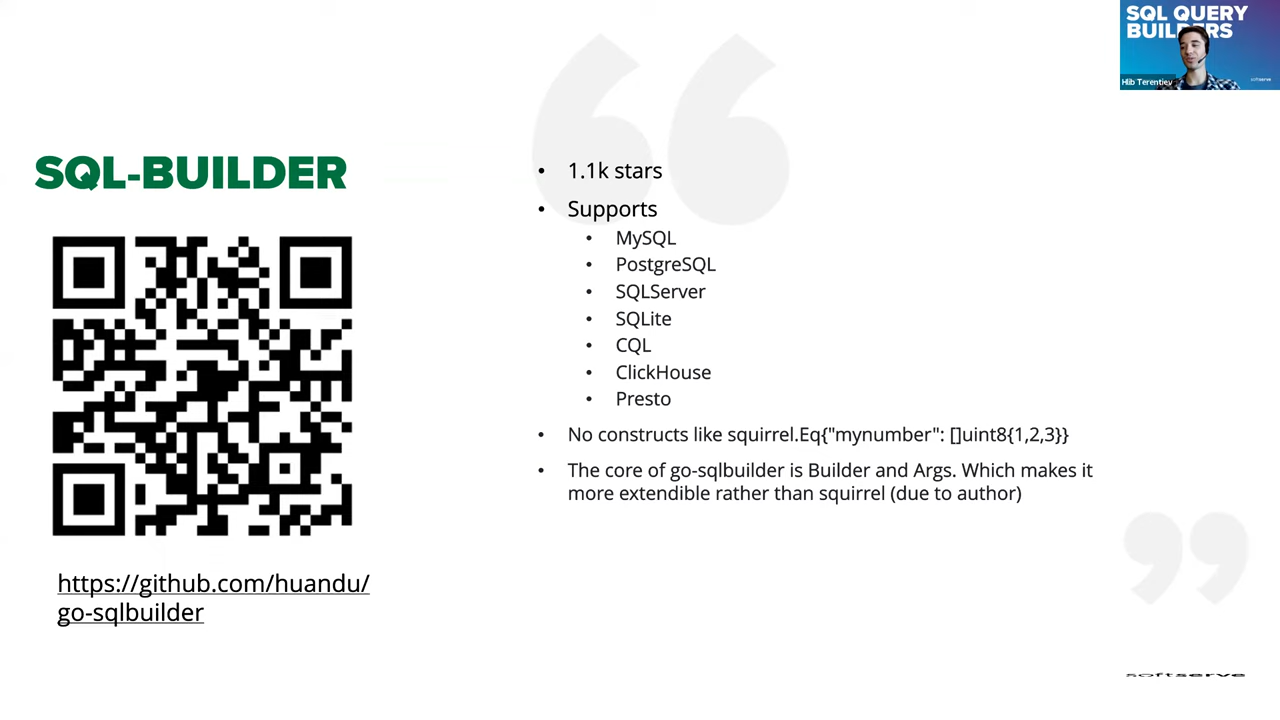 SQL QUERY
BUILDERS
Hlib Terentiev
softserve
SQL-BUILDER
https://github.com/huandu/
go-sqlbuilder
• 1.1k stars
• Supports
• MySQL
• PostgreSQL
• SQLServer
• SQLite
• CQL
• ClickHouse
• Presto
• No constructs like squirrel.Eq{"mynumber": []uint8{1,2,3}}
• The core of go-sqlbuilder is Builder and Args. Which makes it
more extendible rather than squirrel (due to author)
softserve